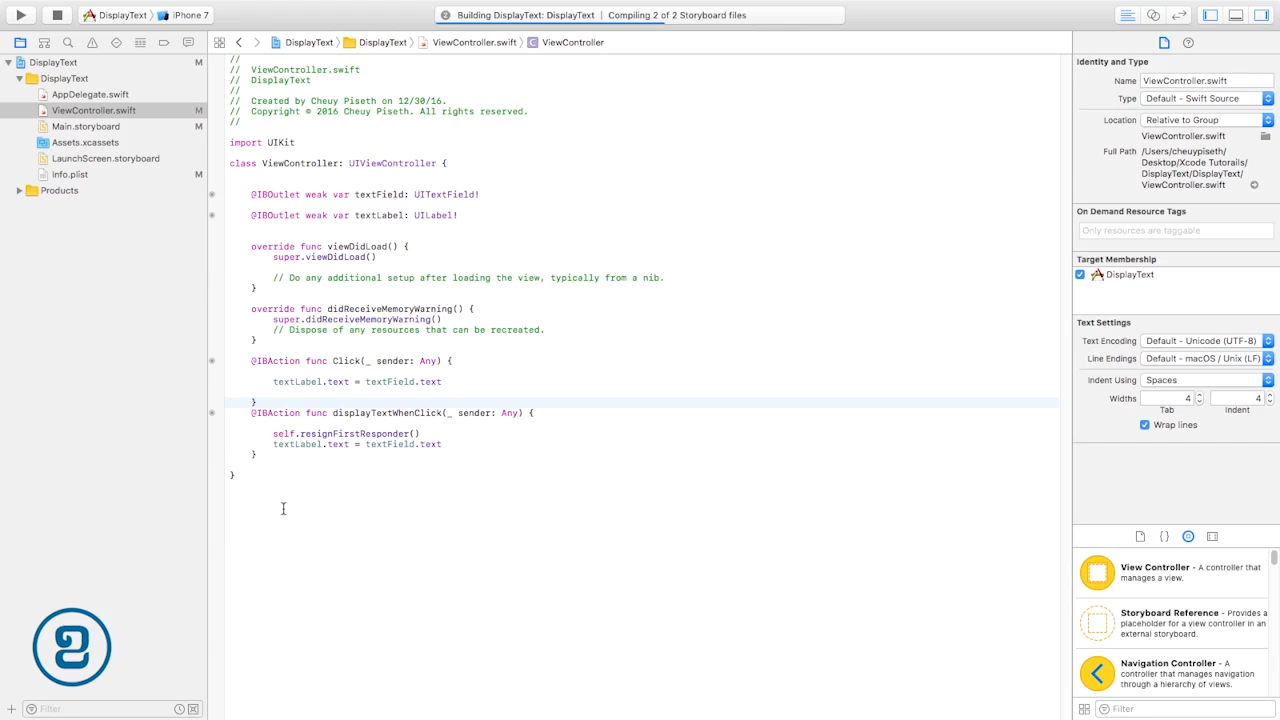 DisplayText iPhone 7
2 Building DisplayText: DisplayText | Compiling 2 of 2 Storyboard files
DisplayText DisplayText ViewController.swift C ViewController
DisplayText M
DisplayText
AppDelegate.swift
ViewController.swift M
Main.storyboard M
Assets.xcassets
LaunchScreen.storyboard
Info.plist M
Products
//
// ViewController.swift
// DisplayText
//
// Created by Cheuy Piseth on 12/30/16.
// Copyright © 2016 Cheuy Piseth. All rights reserved.
//
import UIKit
class ViewController: UIViewController {
@IBOutlet weak var textField: UITextField!
@IBOutlet weak var textLabel: UILabel!
override func viewDidLoad() {
super.viewDidLoad()
// Do any additional setup after loading the view, typically from a nib.
}
override func didReceiveMemoryWarning() {
super.didReceiveMemoryWarning()
// Dispose of any resources that can be recreated.
}
@IBAction func Click(_ sender: Any) {
textLabel.text = textField.text
}
@IBAction func displayTextWhenClick(_ sender: Any) {
self.resignFirstResponder()
textLabel.text = textField.text
}
}
Identity and Type
Name ViewController.swift
Type Default - Swift Source
Location Relative to Group
ViewController.swift
Full Path /Users/cheuypiseth/
Desktop/Xcode Tutorails/
DisplayText/DisplayText/
ViewController.swift
On Demand Resource Tags
Only resources are taggable
Target Membership
DisplayText
Text Settings
Text Encoding Default - Unicode (UTF-8)
Line Endings Default - macOS / Unix (LF)
Indent Using Spaces
Widths 4 4
Tab Indent
Wrap lines
{ }
View Controller - A controller that
manages a view.
Storyboard Reference - Provides a
placeholder for a view controller in an
external storyboard.
Navigation Controller - A
controller that manages navigation
through a hierarchy of views.
Filter
Filter